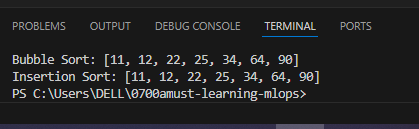 PROBLEMS OUTPUT DEBUG CONSOLE TERMINAL PORTS
Bubble Sort: [11, 12, 22, 25, 34, 64, 90]
Insertion Sort: [11, 12, 22, 25, 34, 64, 90]
PS C:\Users\DELL\0700amust-learning-mlops>